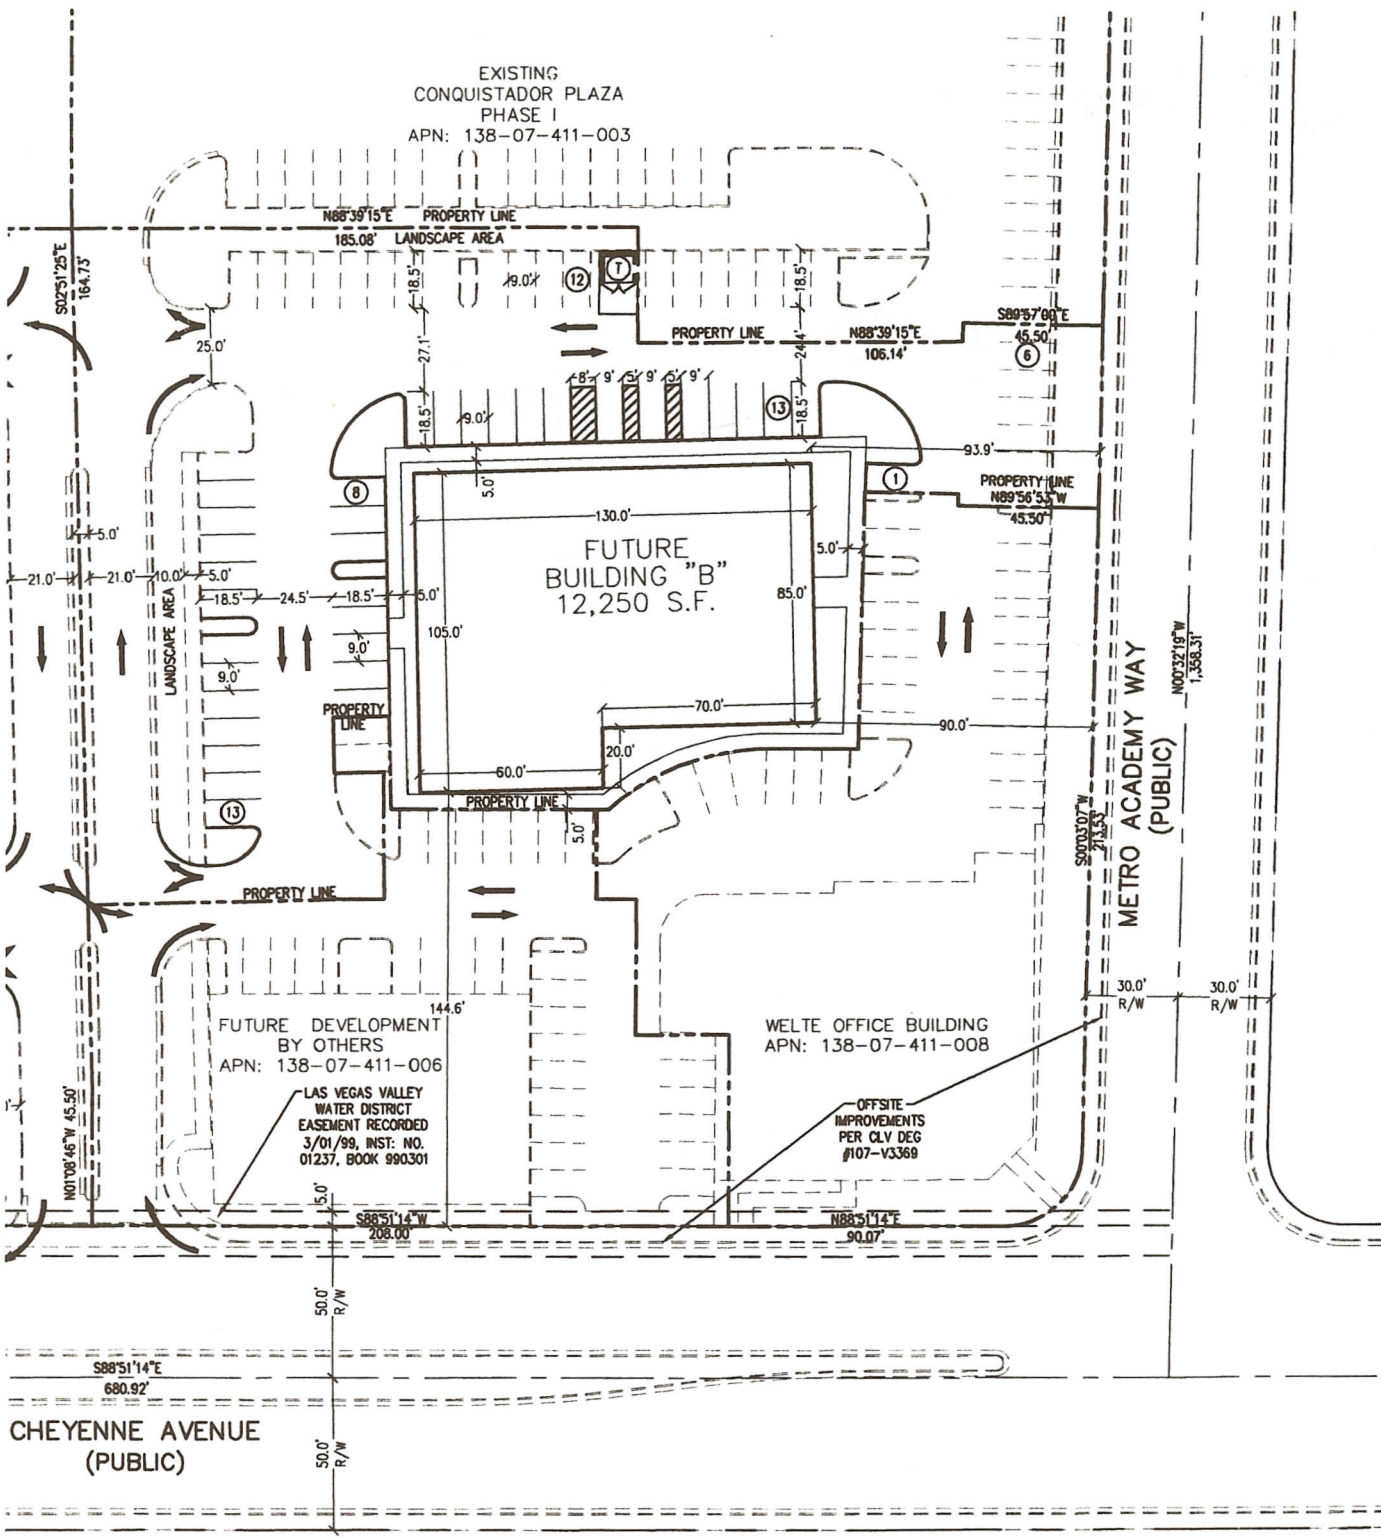 EXISTING
CONQUISTADOR PLAZA
PHASE I
APN: 138-07-411-003
N88°39'15"E PROPERTY LINE
185.08' LANDSCAPE AREA
S02°51'25"E
164.73'
18.5'
9.0'
12
T
18.5'
PROPERTY LINE N88°39'15"E
106.14'
S89°57'00"E
45.50'
6
25.0'
27.1'
24.4'
8' 9' 5' 9' 5' 9'
18.5'
9.0'
13
18.5'
93.9'
8
5.0'
1
PROPERTY LINE
N89°56'53"W
45.50'
130.0'
FUTURE
BUILDING "B"
12,250 S.F.
5.0'
85.0'
5.0'
21.0' 21.0' 10.0' 5.0'
18.5' 24.5' 18.5' 5.0'
LANDSCAPE AREA
105.0'
9.0'
9.0'
PROPERTY
LINE
70.0'
90.0'
20.0'
60.0'
PROPERTY LINE
5.0'
13
METRO ACADEMY WAY
(PUBLIC)
N00°32'19"W
1,358.31'
S00°03'07"W
213.53'
PROPERTY LINE
144.6'
30.0'
R/W
30.0'
R/W
FUTURE DEVELOPMENT
BY OTHERS
APN: 138-07-411-006
WELTE OFFICE BUILDING
APN: 138-07-411-008
LAS VEGAS VALLEY
WATER DISTRICT
EASEMENT RECORDED
3/01/99, INST: NO.
01237, BOOK 990301
OFFSITE
IMPROVEMENTS
PER CLV DEG
#107-V3369
N01°08'46"W 45.50'
5.0'
S88°51'14"W
208.00'
N88°51'14"E
90.07'
50.0'
R/W
S88°51'14"E
680.92'
CHEYENNE AVENUE
(PUBLIC)
50.0'
R/W